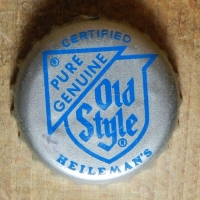 CERTIFIED
® PURE
GENUINE
Old
Style®
HEILEMAN'S